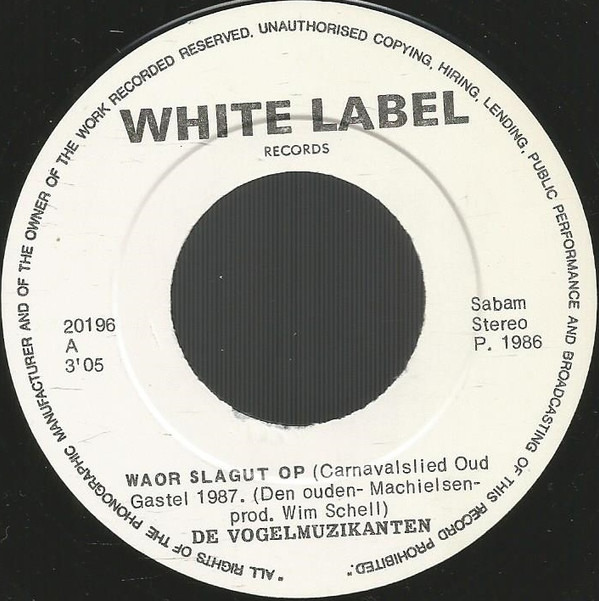 "ALL RIGHTS OF THE PHONOGRAPHIC MANUFACTURER AND OF THE OWNER OF THE WORK RECORDED RESERVED. UNAUTHORISED COPYING, HIRING, LENDING, PUBLIC PERFORMANCE AND BROADCASTING OF THIS RECORD PROHIBITED".
WHITE LABEL
RECORDS
20196
A
3'05
Sabam
Stereo
P. 1986
WAOR SLAGUT OP (Carnavalslied Oud
Gastel 1987. (Den ouden- Machielsen-
prod. Wim Schell)
DE VOGELMUZIKANTEN